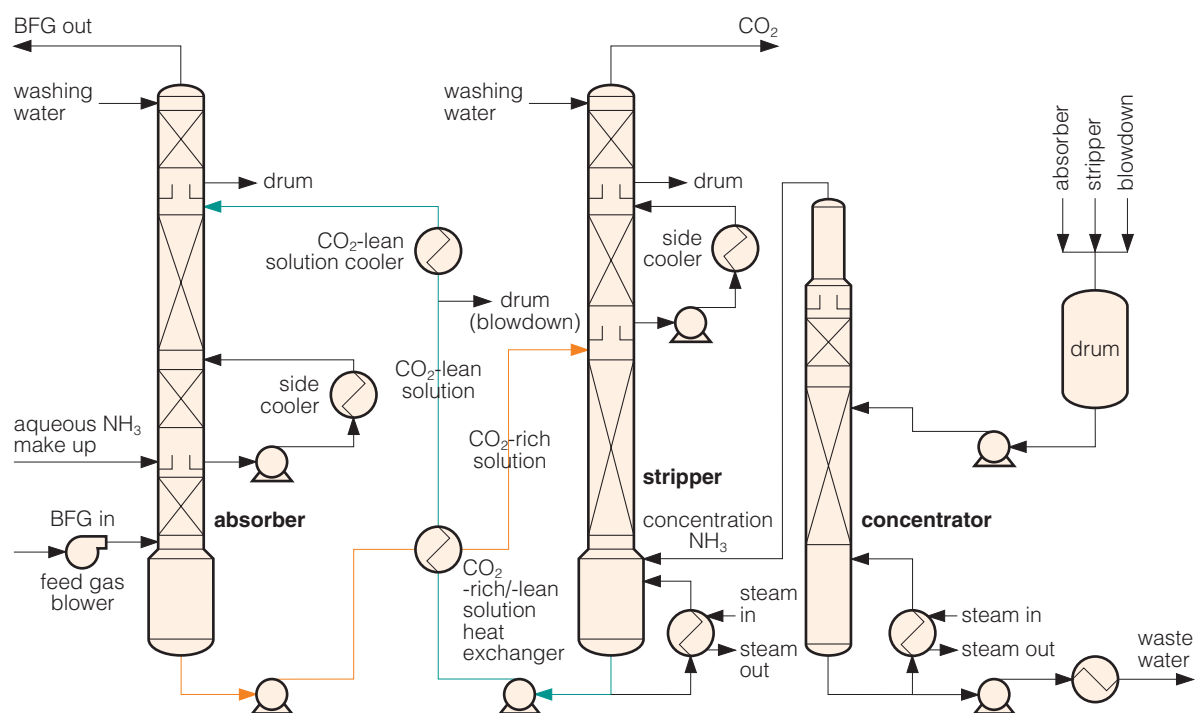 BFG out
washing
water
drum
CO₂-lean
solution cooler
drum
(blowdown)
CO₂-lean
solution
side
cooler
aqueous NH₃
make up
absorber
BFG in
feed gas
blower
CO₂-rich
solution
CO₂
-rich/-lean
solution
heat
exchanger
CO₂
washing
water
drum
side
cooler
stripper
concentration
NH₃
steam
in
steam
out
concentrator
steam in
steam out
waste
water
absorber
stripper
blowdown
drum